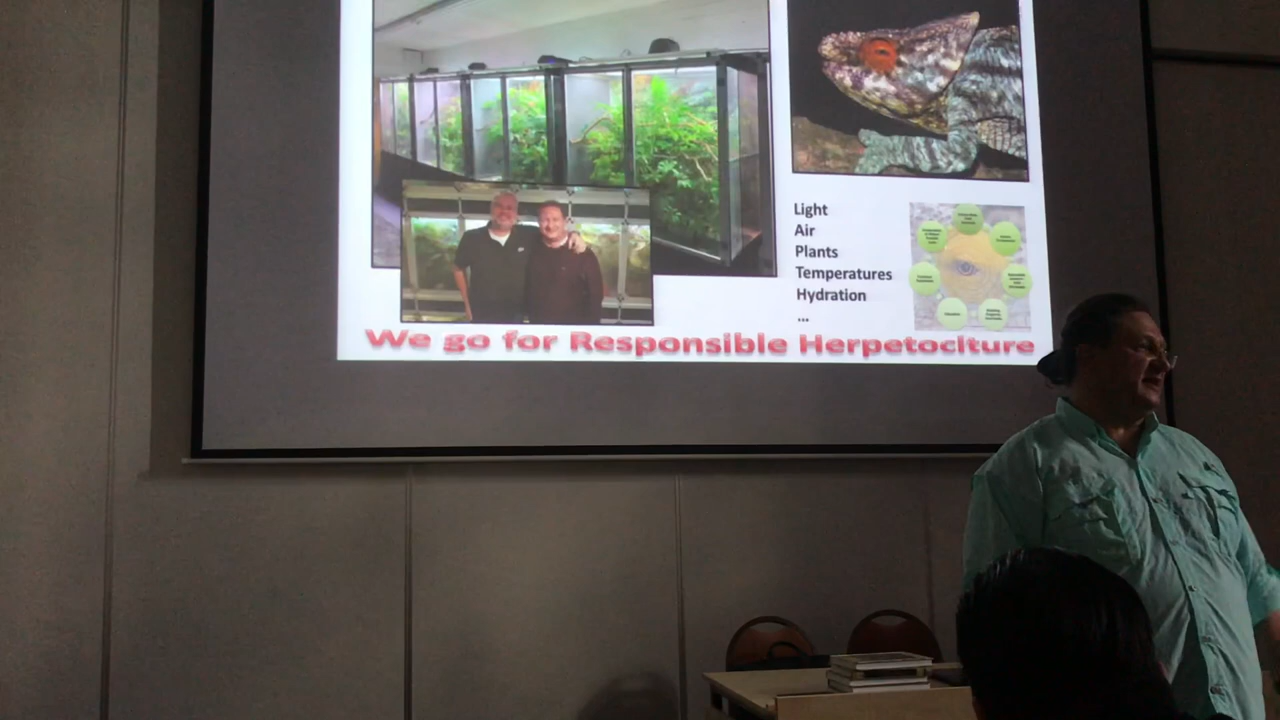 Light
Air
Plants
Temperatures
Hydration
...
We go for Responsible Herpetoclture